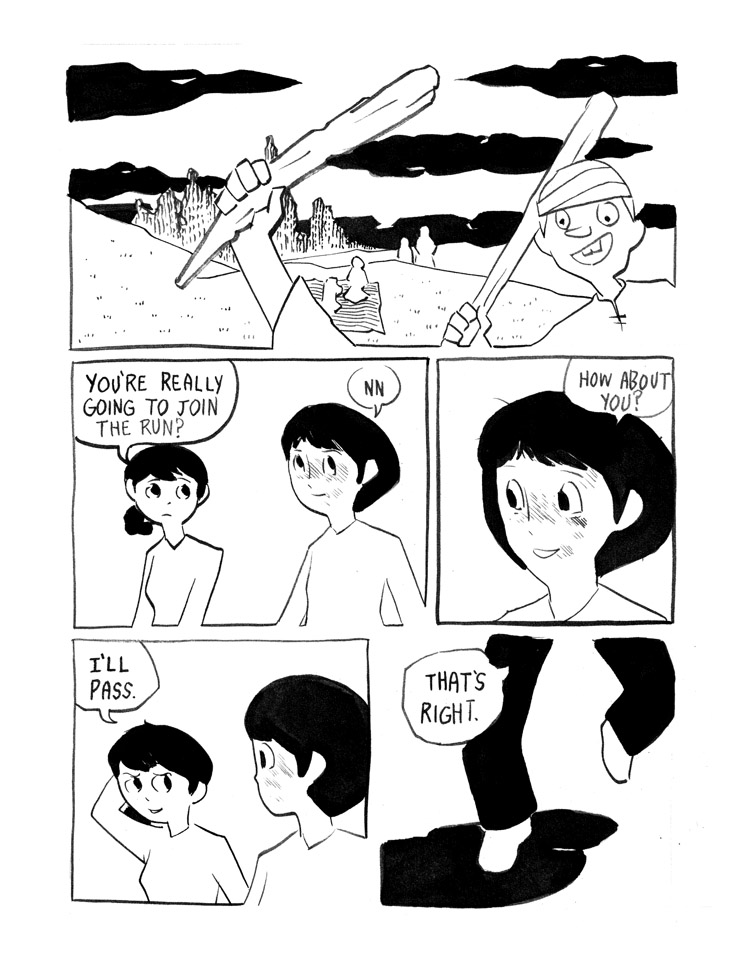 YOU'RE REALLY
GOING TO JOIN
THE RUN?
NN
HOW ABOUT
YOU?
I'LL
PASS.
THAT'S
RIGHT.